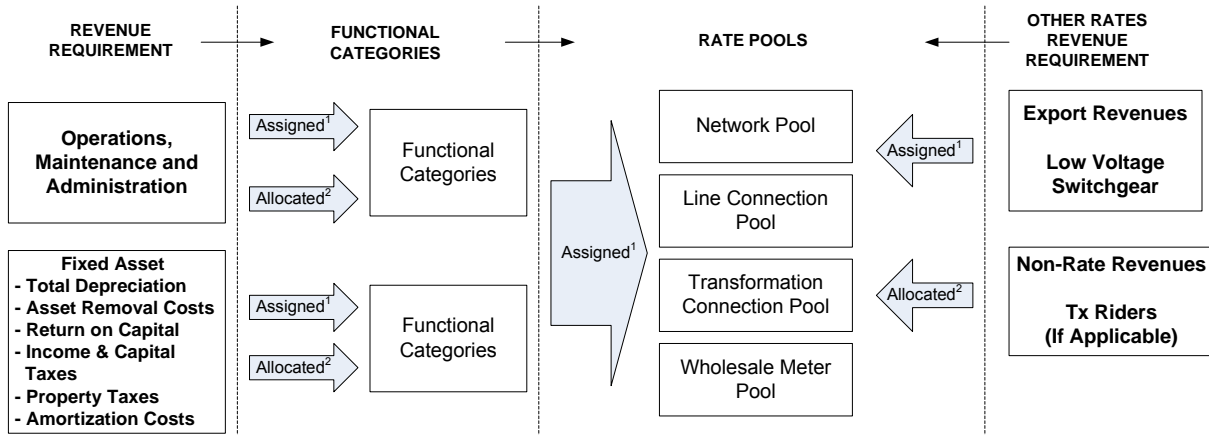 REVENUE
REQUIREMENT
FUNCTIONAL
CATEGORIES
RATE POOLS
OTHER RATES
REVENUE
REQUIREMENT
Operations,
Maintenance and
Administration
Assigned¹
Allocated²
Functional
Categories
Fixed Asset
- Total Depreciation
- Asset Removal Costs
- Return on Capital
- Income & Capital
Taxes
- Property Taxes
- Amortization Costs
Assigned¹
Allocated²
Functional
Categories
Assigned¹
Network Pool
Line Connection
Pool
Transformation
Connection Pool
Wholesale Meter
Pool
Assigned¹
Export Revenues
Low Voltage
Switchgear
Allocated²
Non-Rate Revenues
Tx Riders
(If Applicable)